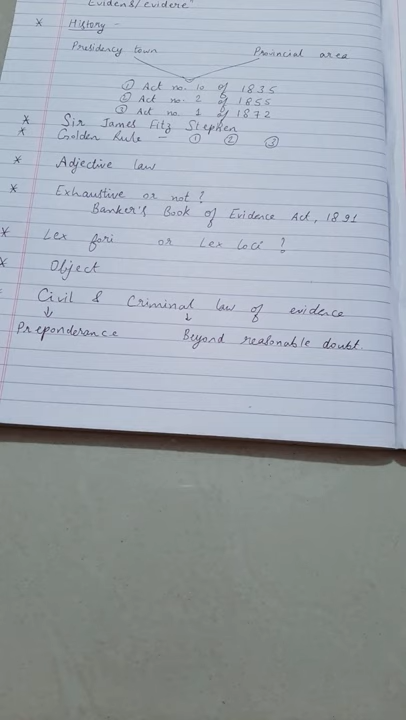 Evidens/evidere"
* History -
Presidency town Provincial area
① Act no. 10 of 1835
② Act no. 2 of 1855
③ Act no. 1 of 1872
* Sir James Fitz Stephen
* Golden Rule - ① ② ③
* Adjective law
* Exhaustive or not?
Banker's Book of Evidence Act, 1891
* Lex fori or Lex Loci?
* Object
Civil & Criminal law of evidence
↓ ↓
Preponderance Beyond reasonable doubt